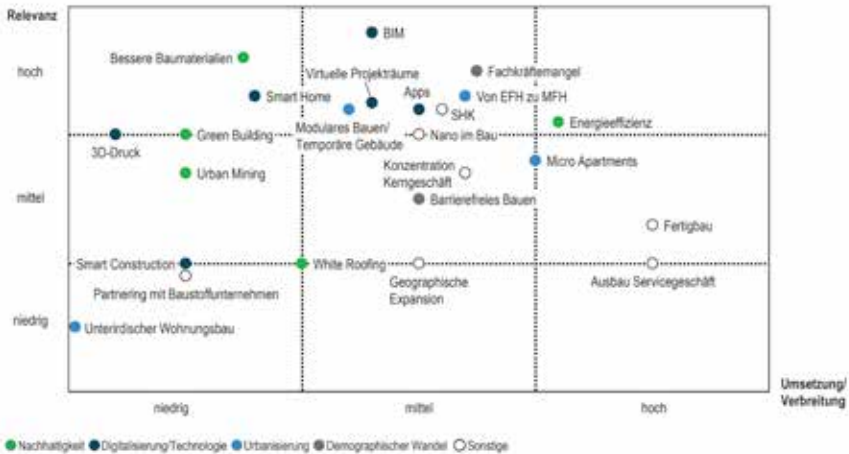 Relevanz
BIM
Bessere Baumaterialien
hoch
Fachkräftemangel
Virtuelle Projekträume
Smart Home
Apps
Von EFH zu MFH
SHK
Energieeffizienz
Modulares Bauen/
Temporäre Gebäude
Green Building
Nano im Bau
3D-Druck
Micro Apartments
Konzentration
Kerngeschäft
Urban Mining
mittel
Barrierefreies Bauen
Fertigbau
Smart Construction
White Roofing
Geographische
Expansion
Ausbau Servicegeschäft
Partnering mit Baustoffunternehmen
niedrig
Unterirdischer Wohnungsbau
Umsetzung/
Verbreitung
niedrig mittel hoch
Nachhaltigkeit Digitalisierung/Technologie Urbanisierung Demographischer Wandel Sonstige